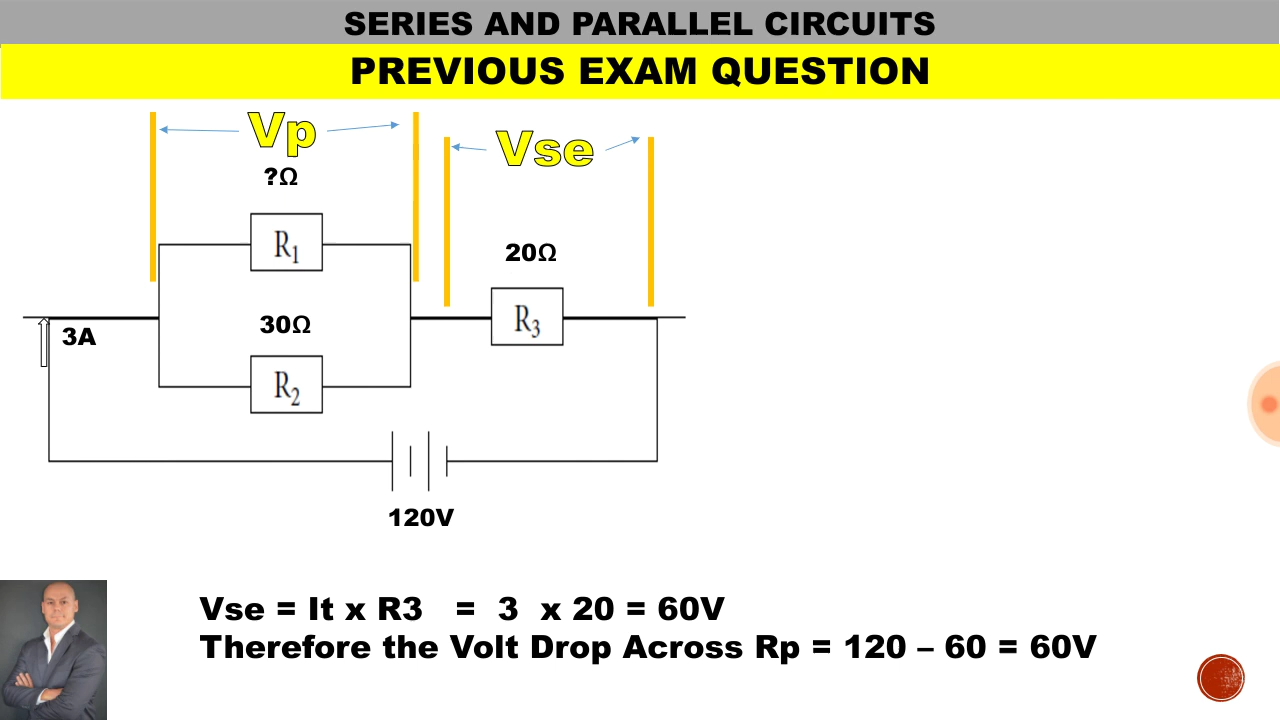 SERIES AND PARALLEL CIRCUITS
PREVIOUS EXAM QUESTION
Vp
Vse
?Ω
R1
20Ω
R3
3A
30Ω
R2
120V
Vse = It x R3 = 3 x 20 = 60V
Therefore the Volt Drop Across Rp = 120 – 60 = 60V